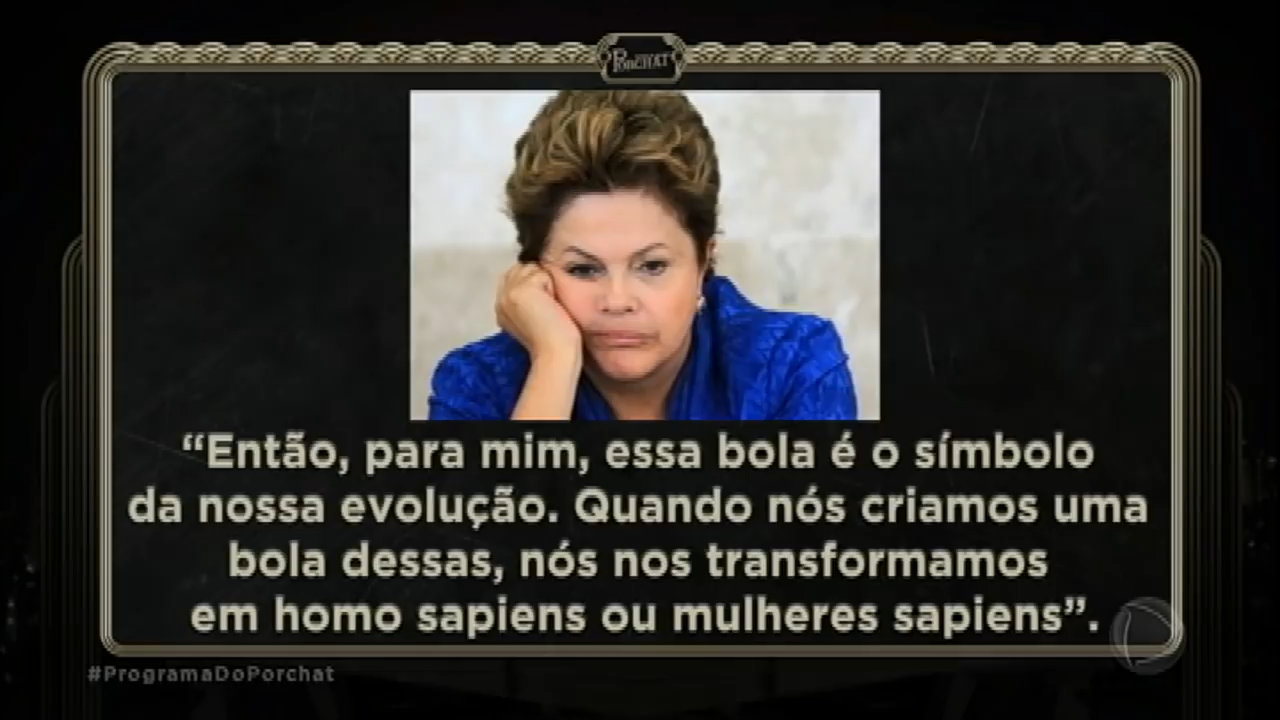 PORCHAT
“Então, para mim, essa bola é o símbolo
da nossa evolução. Quando nós criamos uma
bola dessas, nós nos transformamos
em homo sapiens ou mulheres sapiens”.
#ProgramaDoPorchat